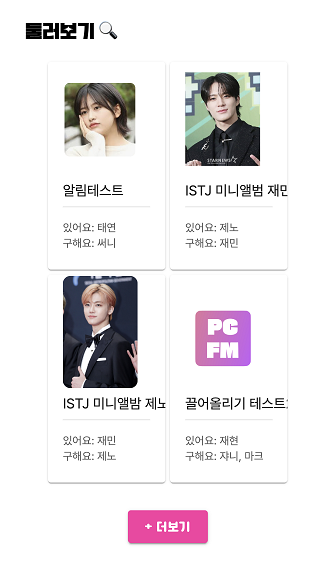 둘러보기
알림테스트
있어요: 태연
구해요: 써니
STARNEWS
ISTJ 미니앨범 재민
있어요: 제노
구해요: 재민
ISTJ 미니앨밤 제노
있어요: 재민
구해요: 제노
PC
FM
끌어올리기 테스트
있어요: 재현
구해요: 쟈니, 마크
+ 더보기